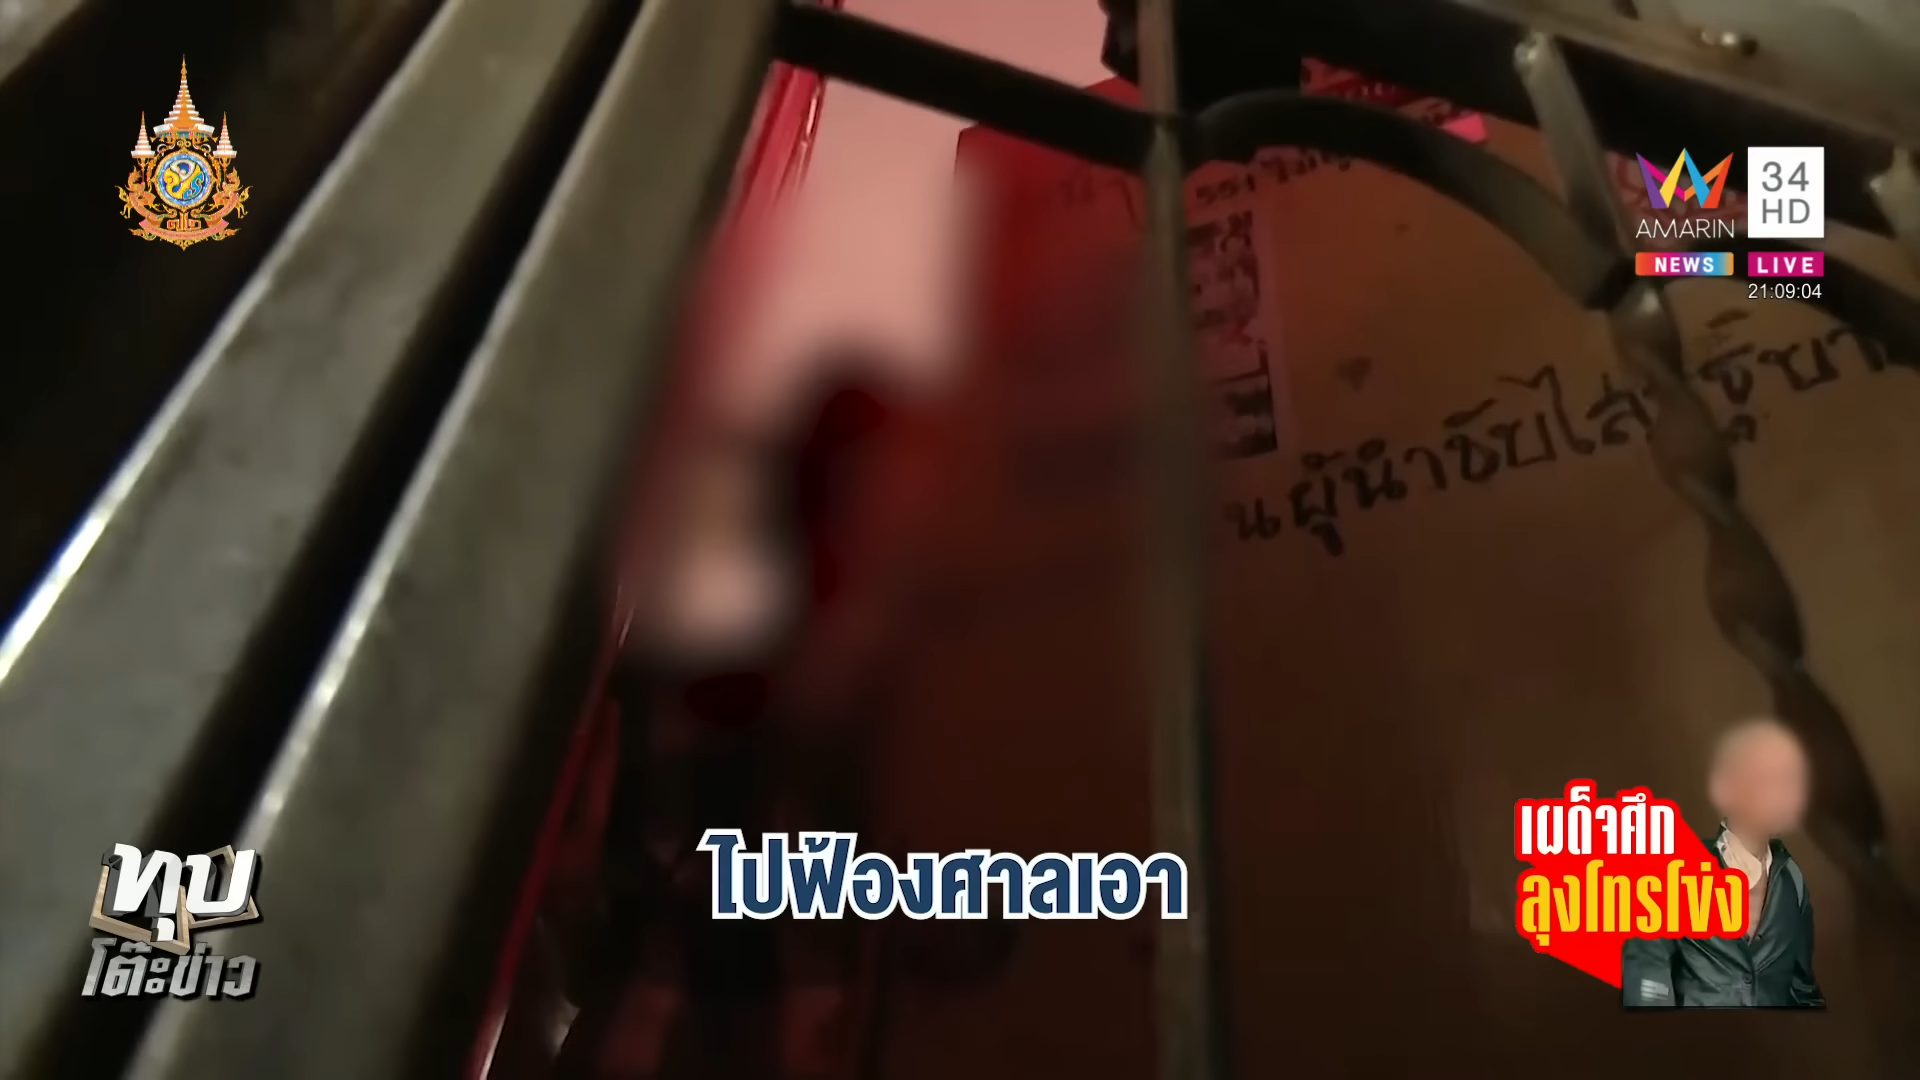 AMARIN
34
HD
NEWS
LIVE
21:09:04
นผู้นำขับไล่
เผด็จศึก
ลุงโทรโข่ง
ไปฟ้องศาลเอา
ทุบ
โต๊ะข่าว